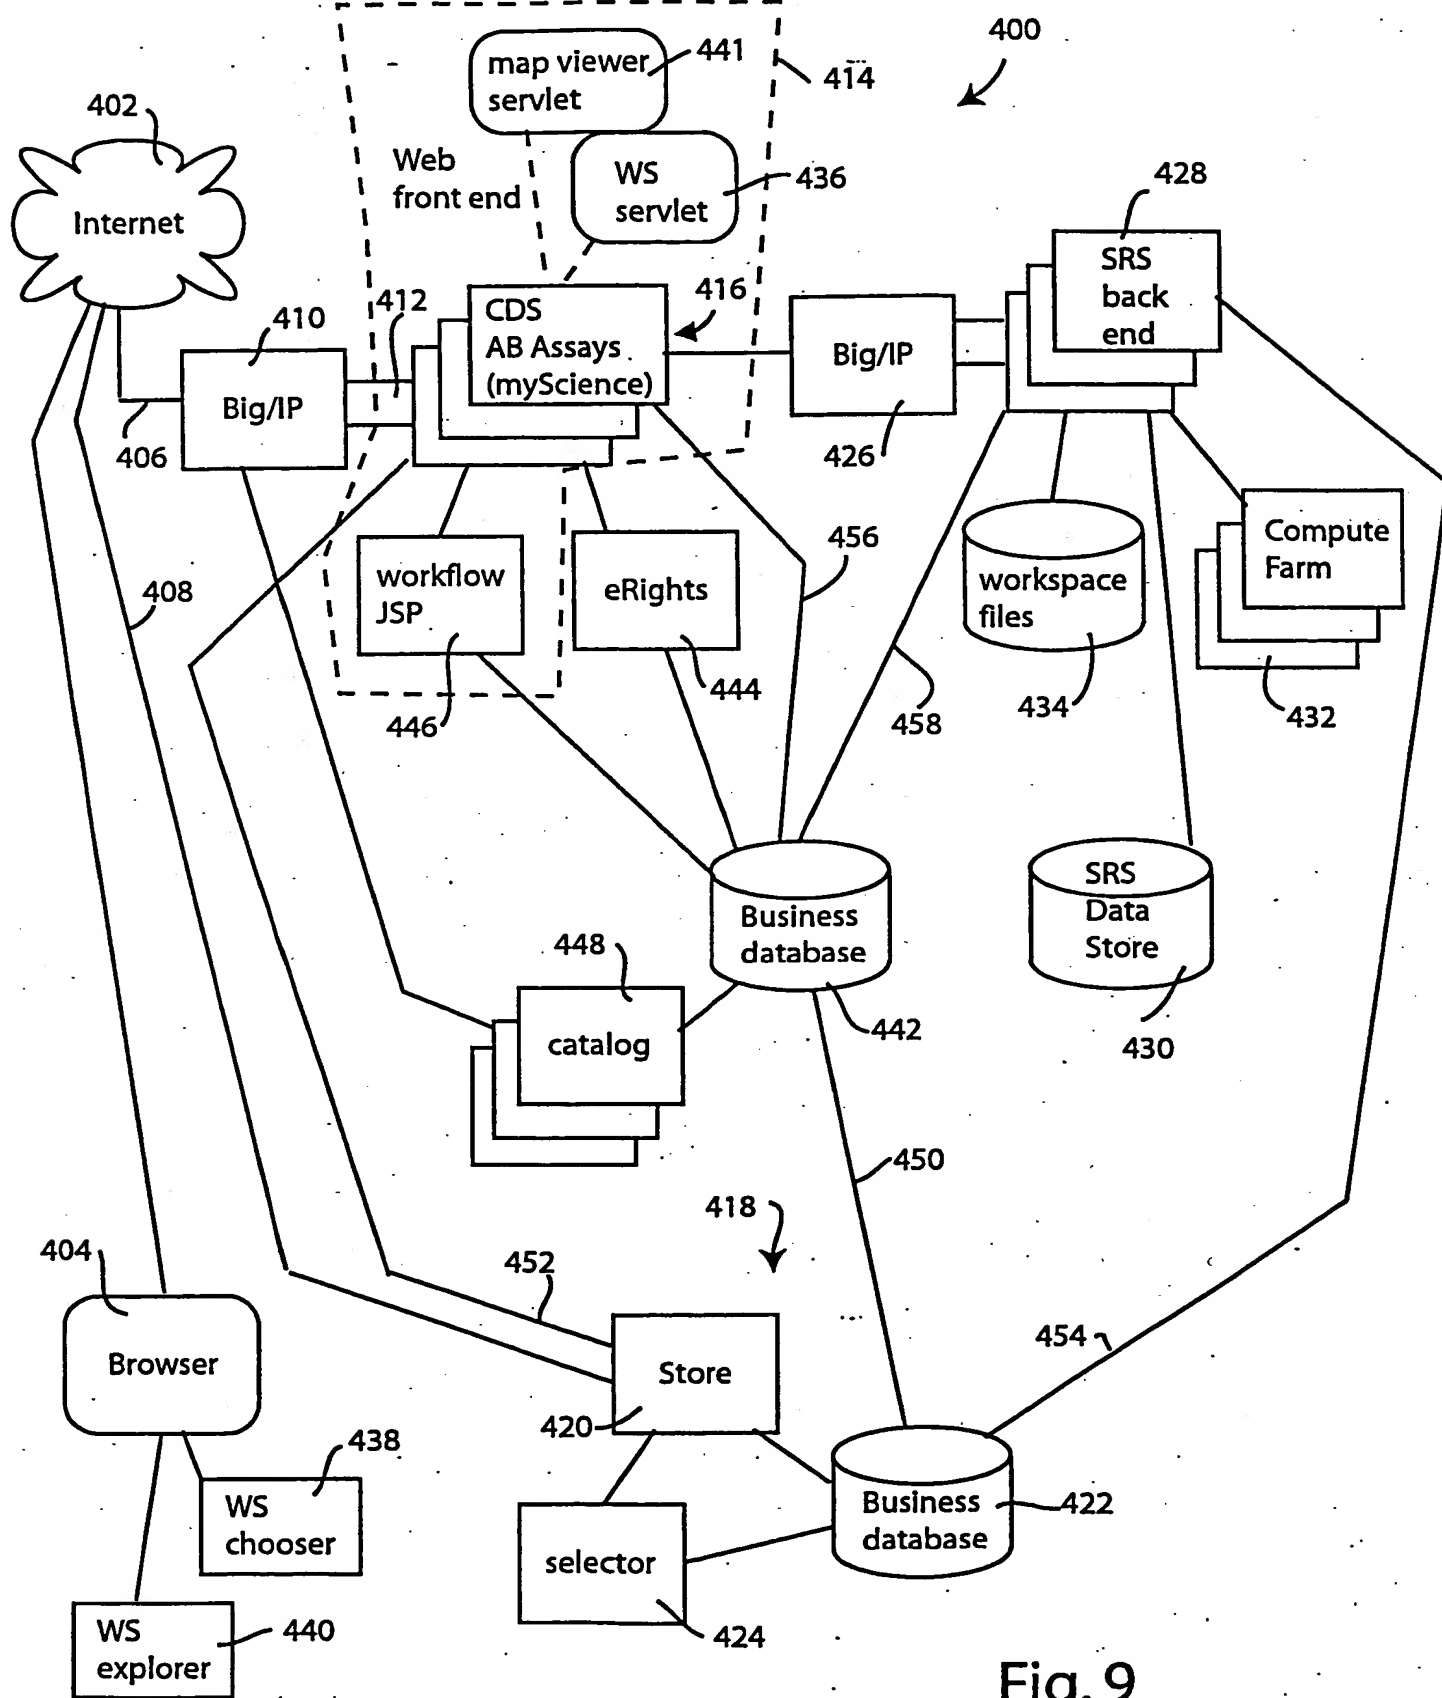 400
map viewer
servlet
441
414
402
Web
front end
WS
servlet
436
428
Internet
SRS
back
end
410
412
CDS
AB Assays
(myScience)
416
Big/IP
Big/IP
406
426
408
workflow
JSP
eRights
456
workspace
files
Compute
Farm
446
444
458
434
432
Business
database
SRS
Data
Store
448
442
430
catalog
450
418
404
452
454
Browser
Store
420
438
WS
chooser
Business
database
422
selector
440
WS
explorer
424
Fig. 9